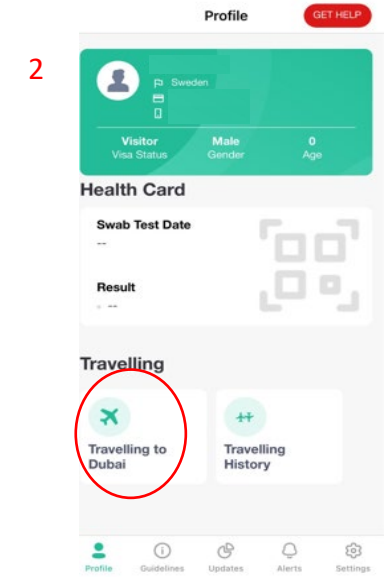 Profile
GET HELP
2
Sweden
Visitor Male 0
Visa Status Gender Age
Health Card
Swab Test Date
--
Result
. --
Travelling
Travelling to
Dubai
Travelling
History
Profile Guidelines Updates Alerts Settings